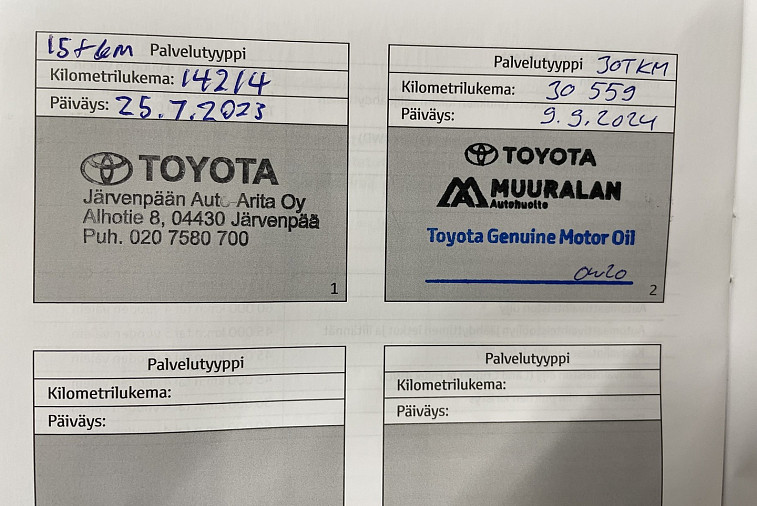 15tkm Palvelutyyppi
Kilometrilukema: 14214
Päiväys: 25.7.2023
TOYOTA
Järvenpään Auto-Arita Oy
Alhotie 8, 04430 Järvenpää
Puh. 020 7580 700
1
Palvelutyyppi 30TKM
Kilometrilukema: 30 559
Päiväys: 9.9.2024
TOYOTA
MUURALAN
Autohuolto
Toyota Genuine Motor Oil
0W20
2
Palvelutyyppi
Kilometrilukema:
Päiväys:
Palvelutyyppi
Kilometrilukema:
Päiväys: